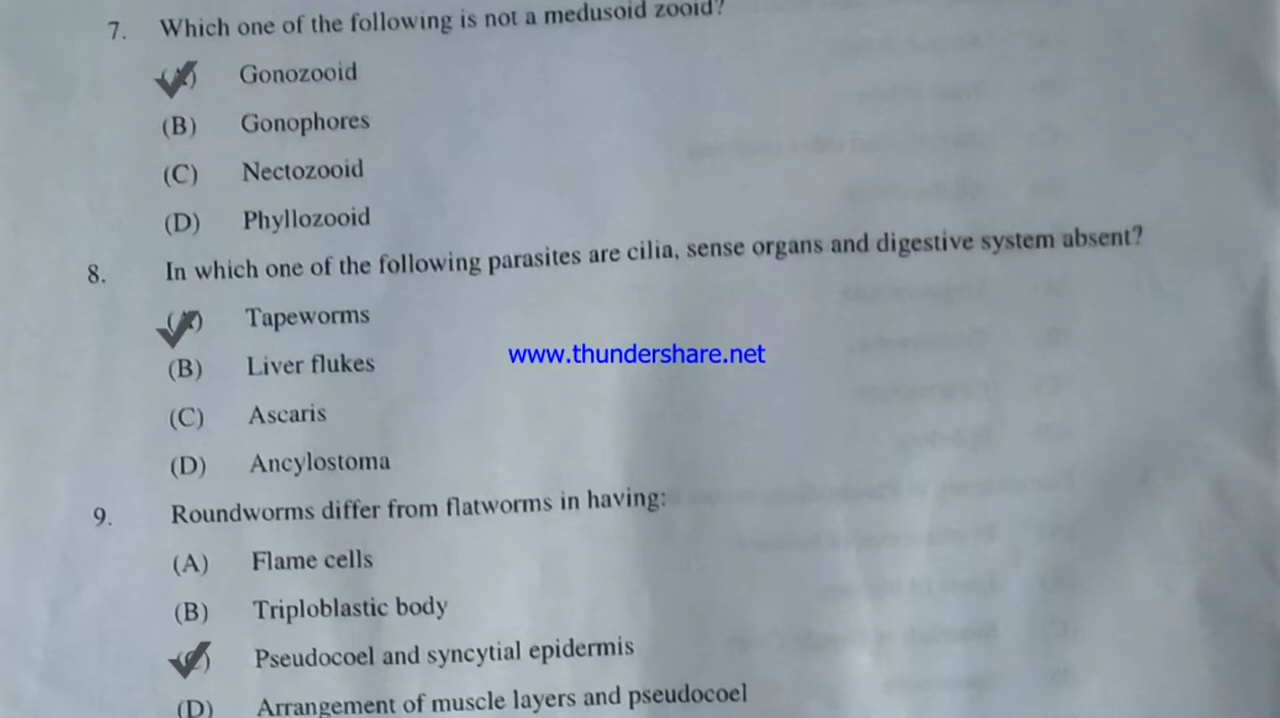 7. Which one of the following is not a medusoid zooid?
(A) Gonozooid
(B) Gonophores
(C) Nectozooid
(D) Phyllozooid
8. In which one of the following parasites are cilia, sense organs and digestive system absent?
(A) Tapeworms
www.thundershare.net
(B) Liver flukes
(C) Ascaris
(D) Ancylostoma
9. Roundworms differ from flatworms in having:
(A) Flame cells
(B) Triploblastic body
(C) Pseudocoel and syncytial epidermis
(D) Arrangement of muscle layers and pseudocoel